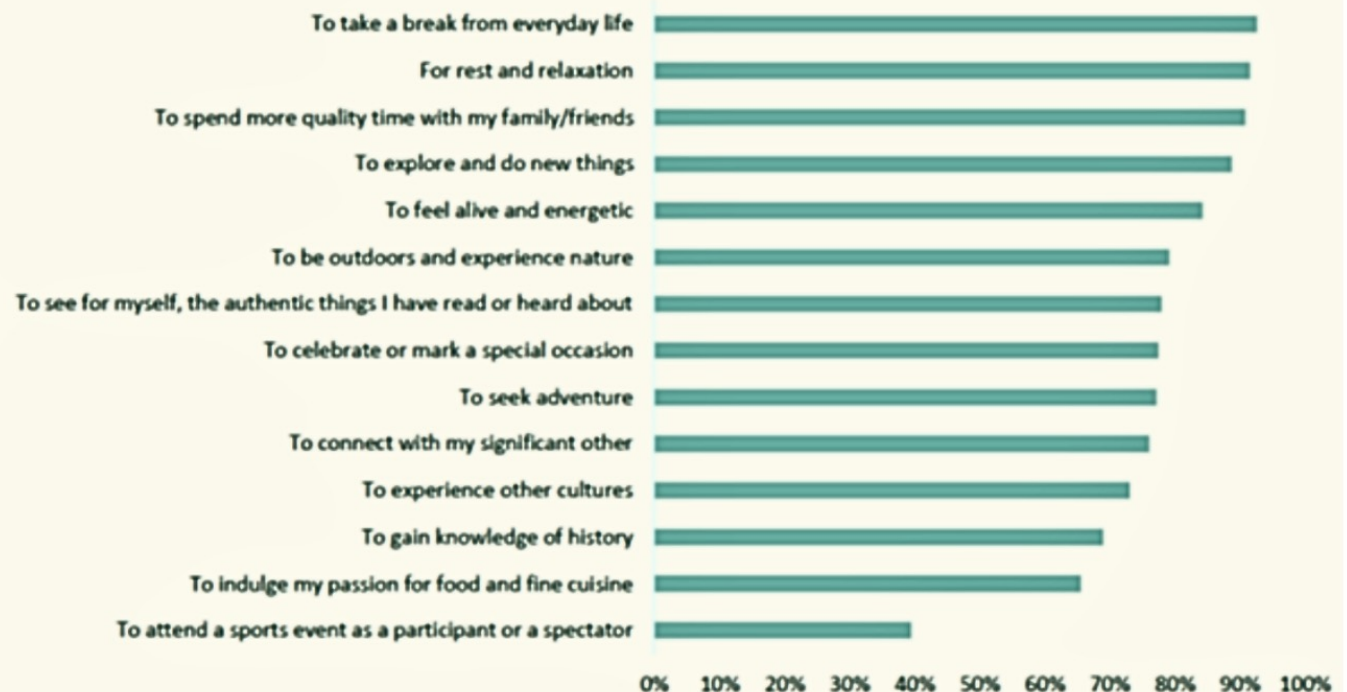 To take a break from everyday life
For rest and relaxation
To spend more quality time with my family/friends
To explore and do new things
To feel alive and energetic
To be outdoors and experience nature
To see for myself, the authentic things I have read or heard about
To celebrate or mark a special occasion
To seek adventure
To connect with my significant other
To experience other cultures
To gain knowledge of history
To indulge my passion for food and fine cuisine
To attend a sports event as a participant or a spectator
0% 10% 20% 30% 40% 50% 60% 70% 80% 90% 100%